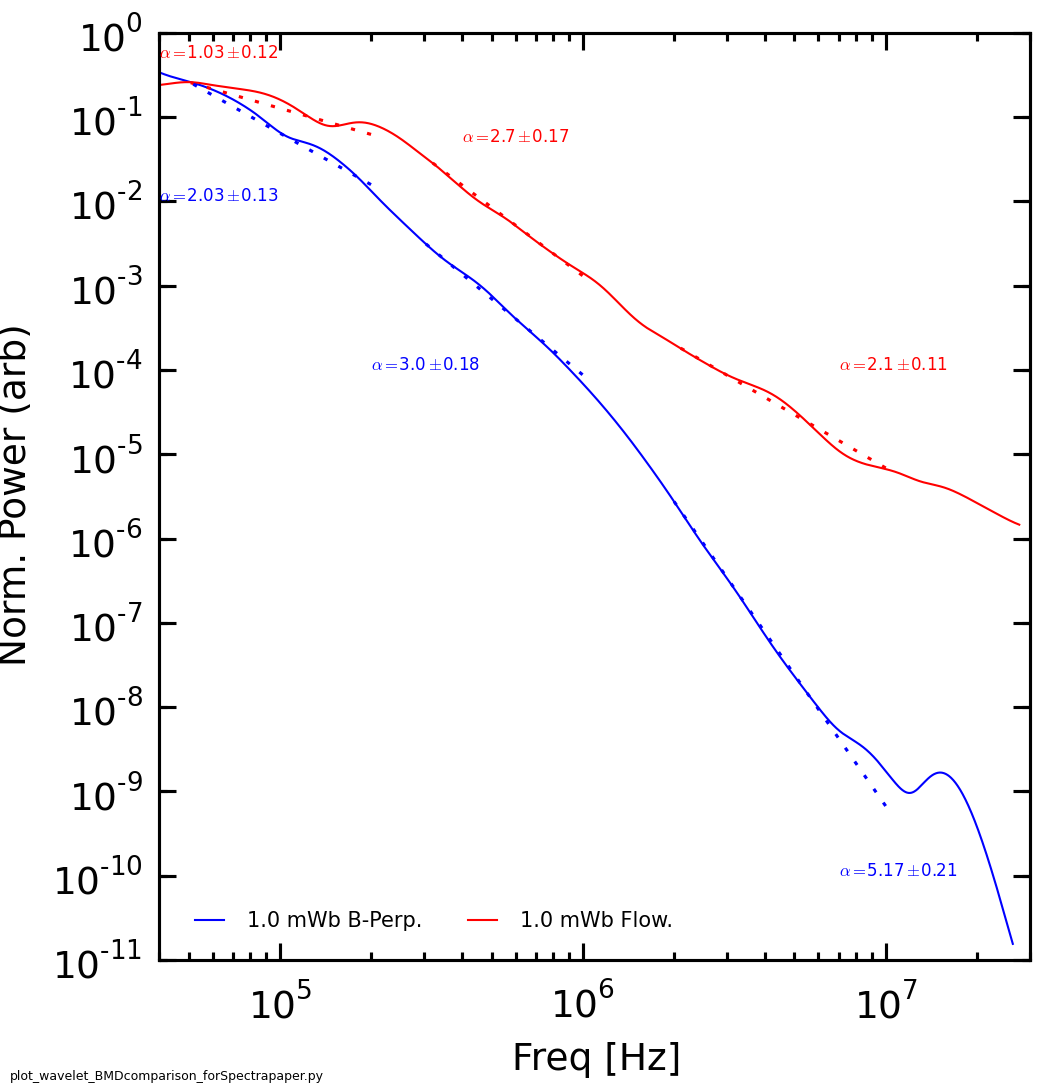 10^0
10^-1
10^-2
10^-3
10^-4
10^-5
10^-6
10^-7
10^-8
10^-9
10^-10
10^-11
Norm. Power (arb)
α=1.03±0.12
α=2.7±0.17
α=2.03±0.13
α=3.0±0.18
α=2.1±0.11
α=5.17±0.21
1.0 mWb B-Perp.
1.0 mWb Flow.
10^5 10^6 10^7
Freq [Hz]
plot_wavelet_BMDcomparison_forSpectrapaper.py